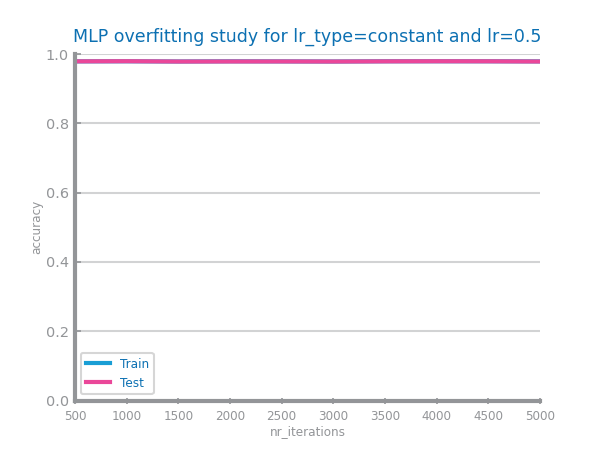 MLP overfitting study for lr_type=constant and lr=0.5
1.0
0.8
0.6
0.4
0.2
0.0
accuracy
Train
Test
500 1000 1500 2000 2500 3000 3500 4000 4500 5000
nr_iterations